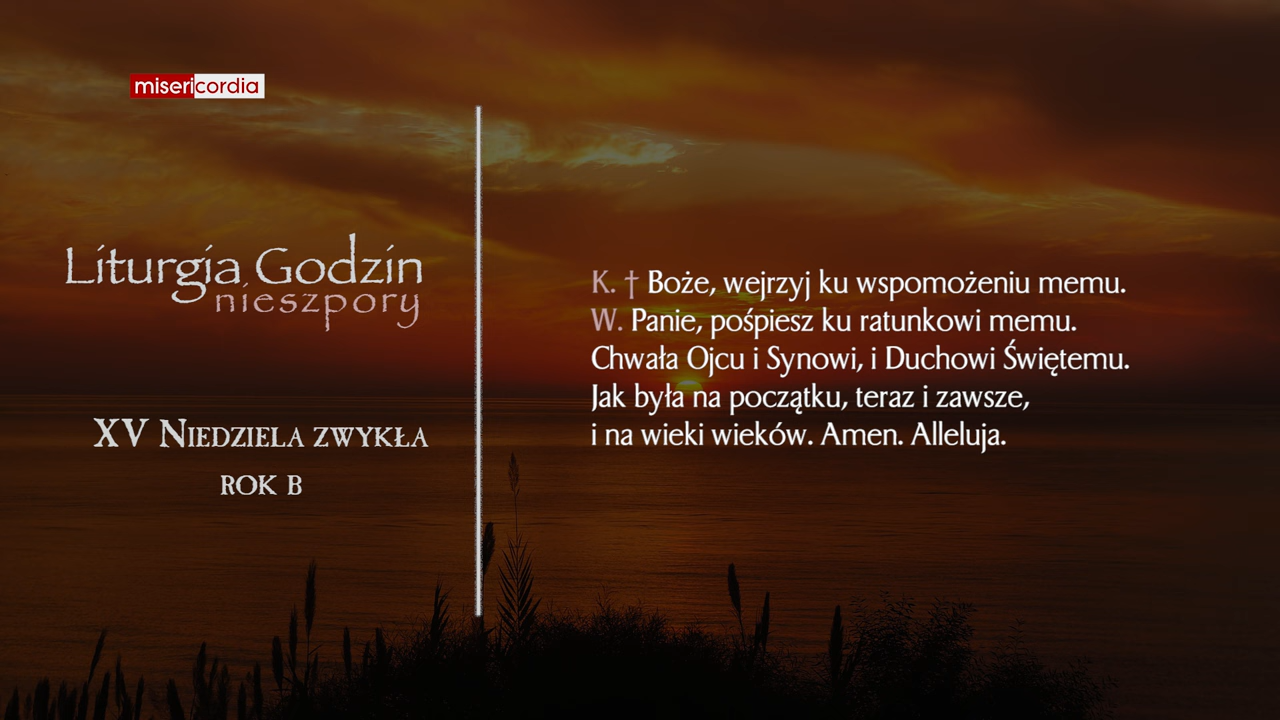 misericordia
Liturgia Godzin
nieszpory
XV Niedziela zwykła
rok B
K. † Boże, wejrzyj ku wspomożeniu memu.
W. Panie, pośpiesz ku ratunkowi memu.
Chwała Ojcu i Synowi, i Duchowi Świętemu.
Jak była na początku, teraz i zawsze,
i na wieki wieków. Amen. Alleluja.